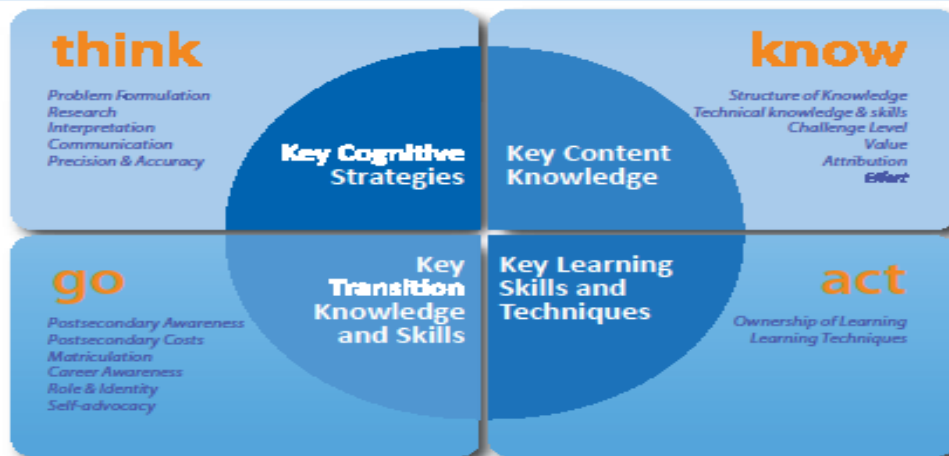 think
Problem Formulation
Research
Interpretation
Communication
Precision & Accuracy
Key Cognitive
Strategies
know
Structure of Knowledge
Technical knowledge & skills
Challenge Level
Value
Attribution
Effort
Key Content
Knowledge
go
Postsecondary Awareness
Postsecondary Costs
Matriculation
Career Awareness
Role & Identity
Self-advocacy
Key
Transition
Knowledge
and Skills
Key Learning
Skills and
Techniques
act
Ownership of Learning
Learning Techniques